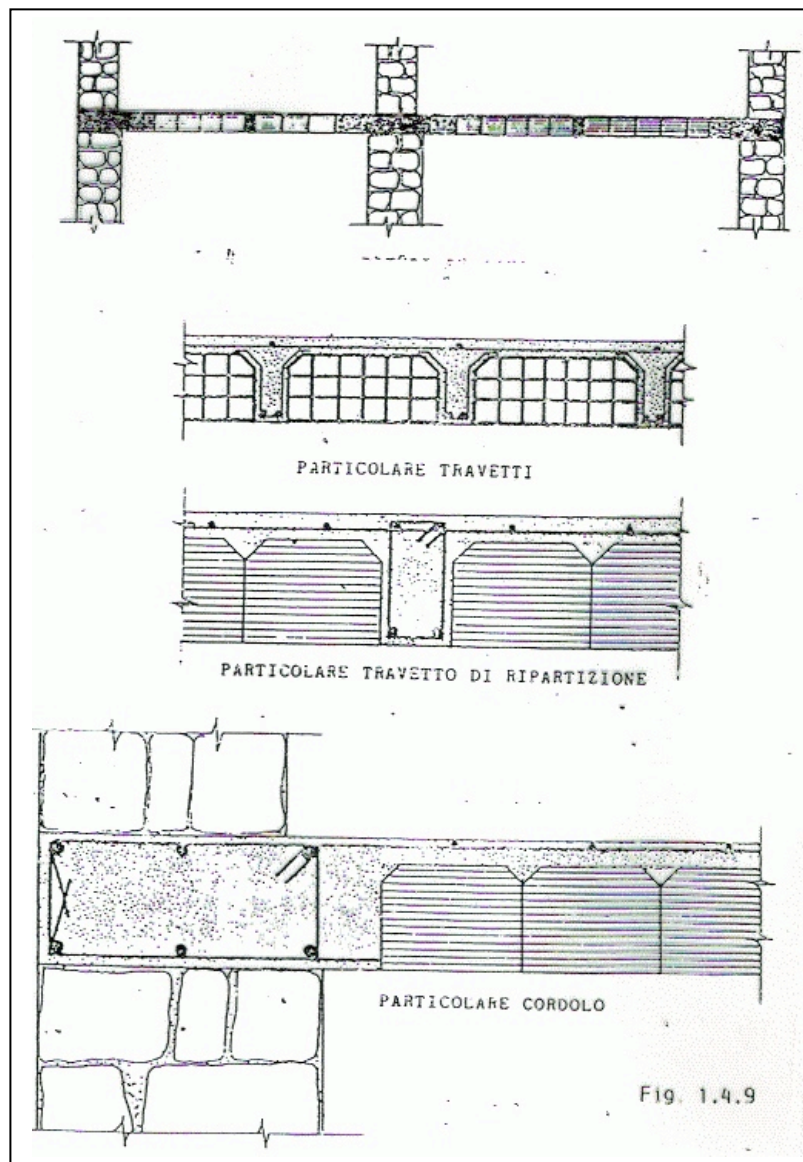 PARTICOLARE TRAVETTI
PARTICOLARE TRAVETTO DI RIPARTIZIONE
PARTICOLARE CORDOLO
Fig. 1.4.9